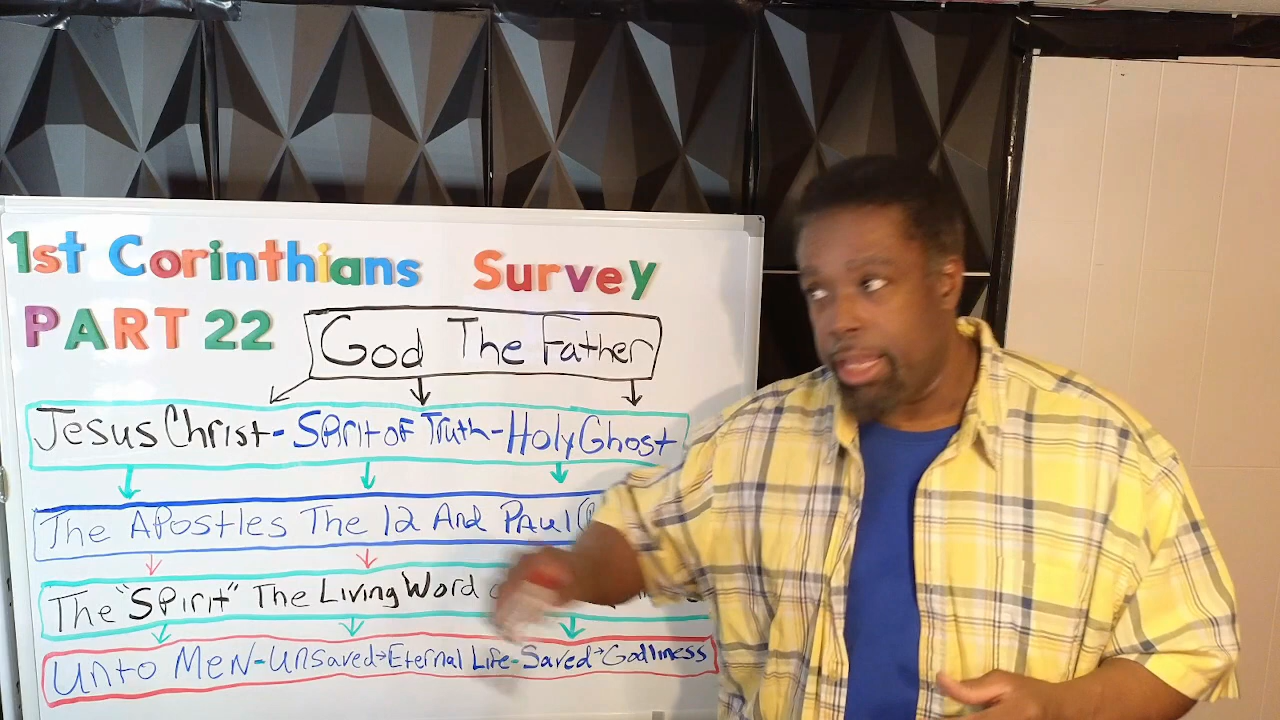 1st Corinthians Survey
PART 22
God The Father
Jesus Christ-Spirit of Truth-Holy Ghost
The Apostles The 12 And Paul
The "Spirit" The Living Word
Unto Men-Unsaved→Eternal Life-Saved→Godliness